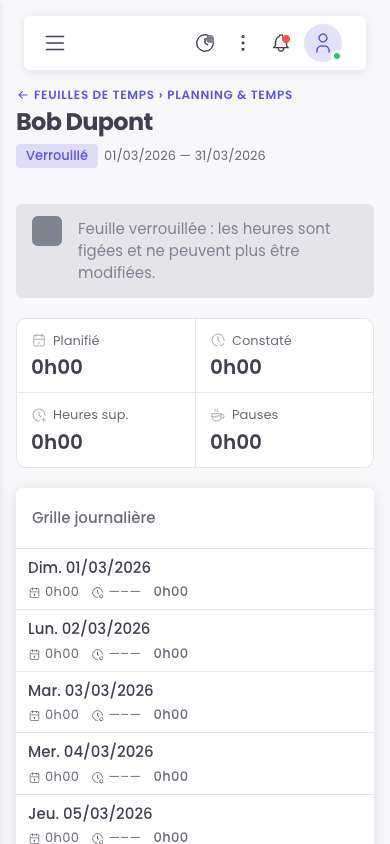 ← FEUILLES DE TEMPS › PLANNING & TEMPS
Bob Dupont
Verrouillé 01/03/2026 — 31/03/2026
Feuille verrouillée : les heures sont
figées et ne peuvent plus être
modifiées.
Planifié
0h00
Constaté
0h00
Heures sup.
0h00
Pauses
0h00
Grille journalière
Dim. 01/03/2026
0h00 —–— 0h00
Lun. 02/03/2026
0h00 —–— 0h00
Mar. 03/03/2026
0h00 —–— 0h00
Mer. 04/03/2026
0h00 —–— 0h00
Jeu. 05/03/2026
0h00 —–— 0h00